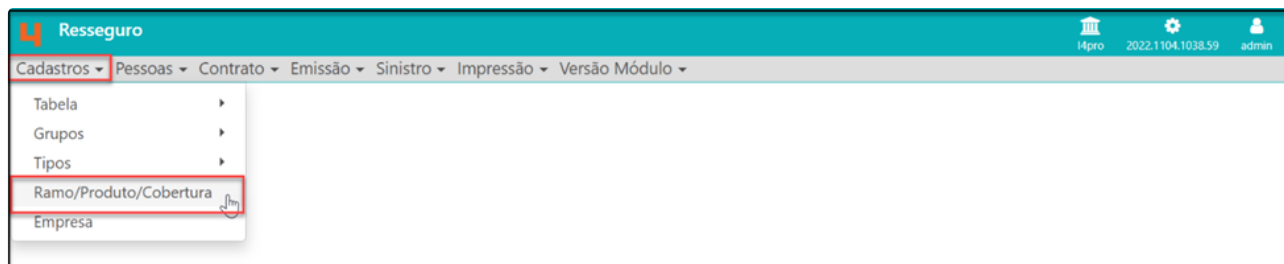 Resseguro
I4pro 2022.1104.1038.59 admin
Cadastros Pessoas Contrato Emissão Sinistro Impressão Versão Módulo
Tabela
Grupos
Tipos
Ramo/Produto/Cobertura
Empresa